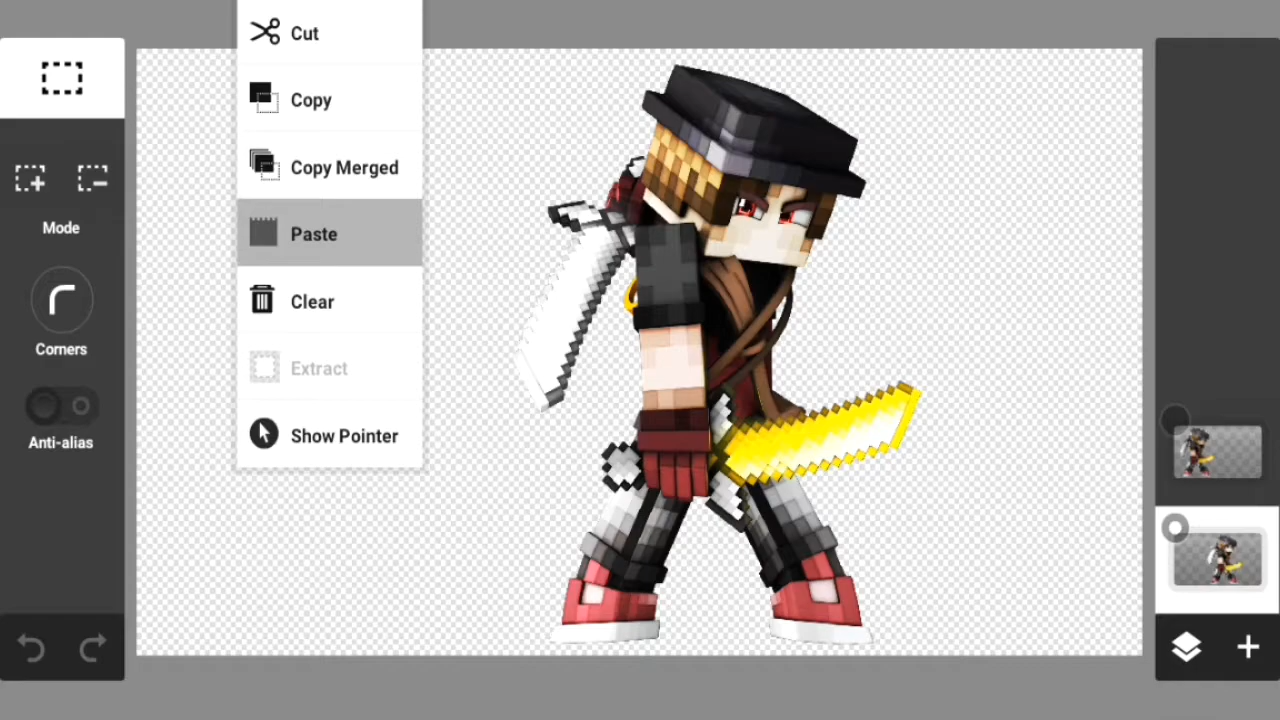 Cut
Copy
Copy Merged
Paste
Clear
Extract
Show Pointer
Mode
Corners
Anti-alias